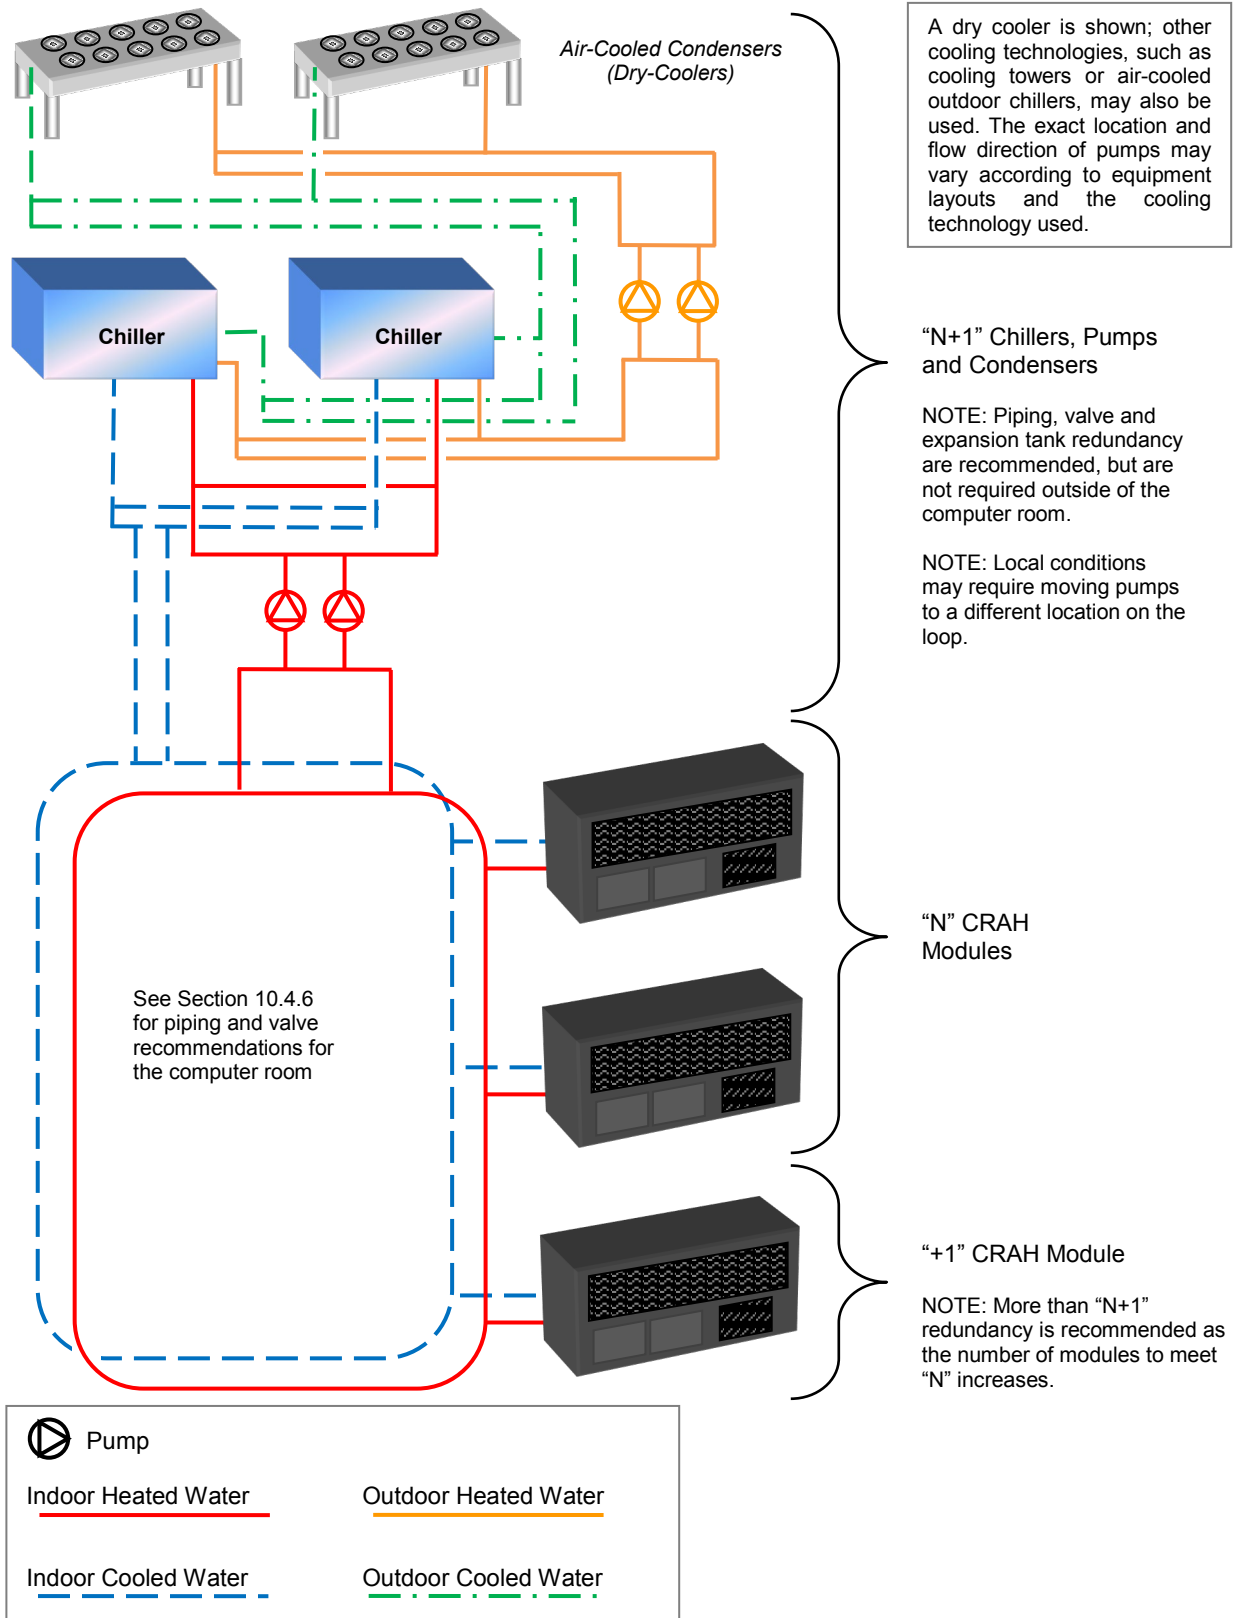 Air-Cooled Condensers
(Dry-Coolers)
A dry cooler is shown; other
cooling technologies, such as
cooling towers or air-cooled
outdoor chillers, may also be
used. The exact location and
flow direction of pumps may
vary according to equipment
layouts and the cooling
technology used.
Chiller
Chiller
“N+1” Chillers, Pumps
and Condensers
NOTE: Piping, valve and
expansion tank redundancy
are recommended, but are
not required outside of the
computer room.
NOTE: Local conditions
may require moving pumps
to a different location on the
loop.
“N” CRAH
Modules
See Section 10.4.6
for piping and valve
recommendations for
the computer room
“+1” CRAH Module
NOTE: More than “N+1”
redundancy is recommended as
the number of modules to meet
“N” increases.
Pump
Indoor Heated Water
Outdoor Heated Water
Indoor Cooled Water
Outdoor Cooled Water